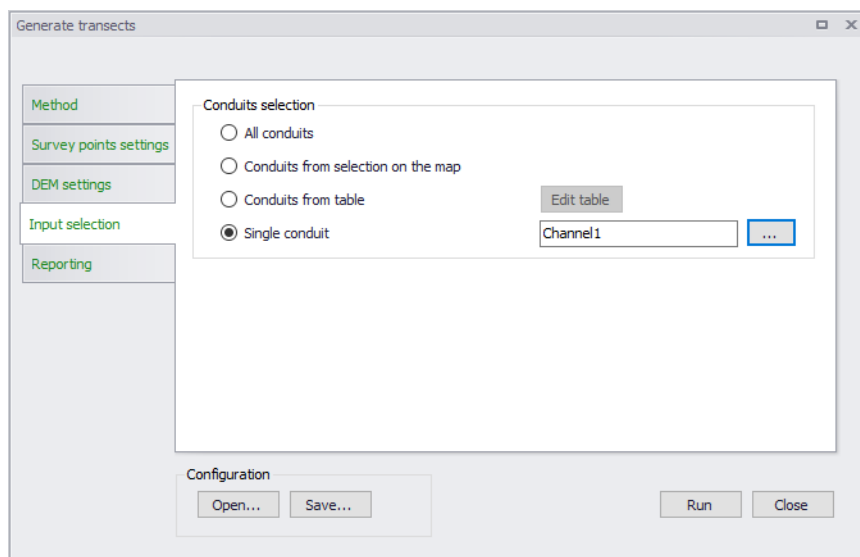 Generate transects
Method
Survey points settings
DEM settings
Input selection
Reporting
Conduits selection
All conduits
Conduits from selection on the map
Conduits from table
Edit table
Single conduit
Channel1
...
Configuration
Open...
Save...
Run
Close